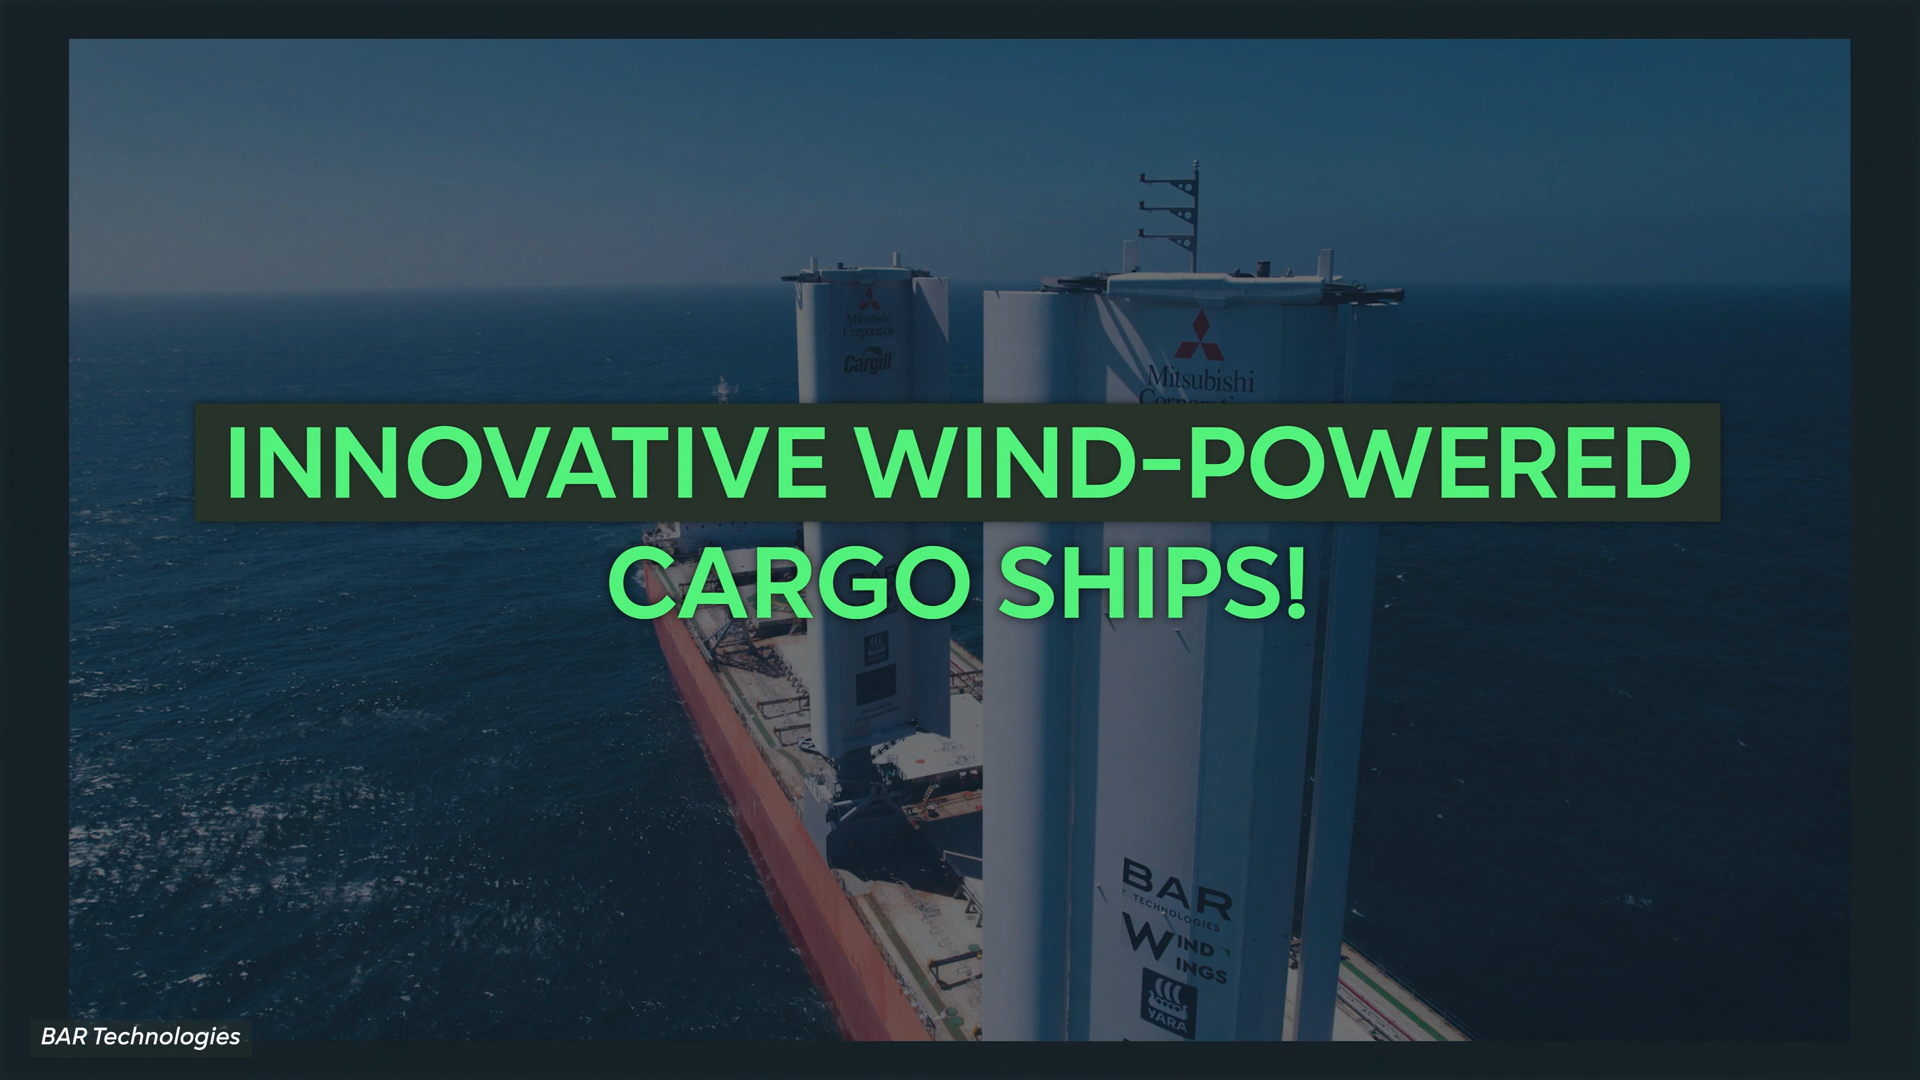 Mitsubishi
Corporation
Cargill
Mitsubishi
INNOVATIVE WIND-POWERED
CARGO SHIPS!
BAR
TECHNOLOGIES
WIND
WINGS
YARA
BAR Technologies